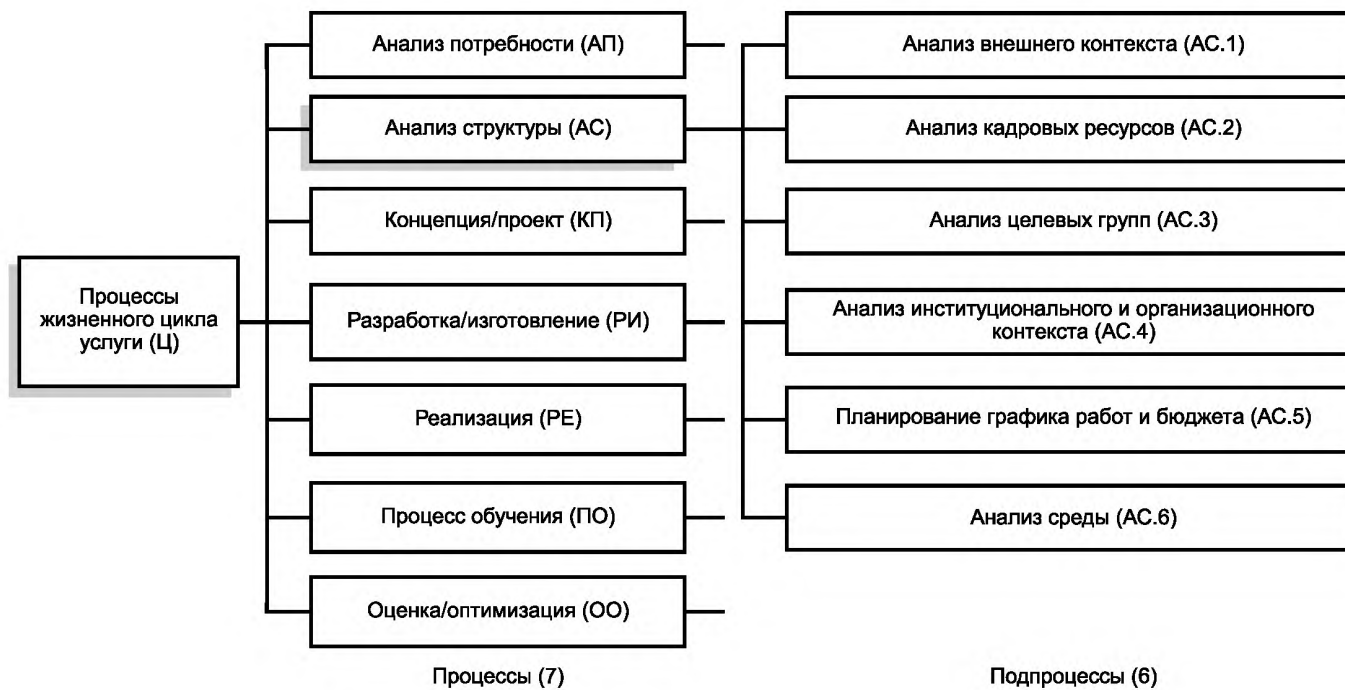 Процессы
жизненного цикла
услуги (Ц)
Анализ потребности (АП)
Анализ структуры (АС)
Концепция/проект (КП)
Разработка/изготовление (РИ)
Реализация (РЕ)
Процесс обучения (ПО)
Оценка/оптимизация (ОО)
Процессы (7)
Анализ внешнего контекста (АС.1)
Анализ кадровых ресурсов (АС.2)
Анализ целевых групп (АС.3)
Анализ институционального и организационного
контекста (АС.4)
Планирование графика работ и бюджета (АС.5)
Анализ среды (АС.6)
Подпроцессы (6)